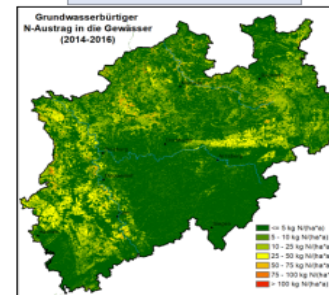 Grundwasserbürtiger
N-Austrag in die Gewässer
(2014-2016)
<= 5 kg N/(ha*a)
5 - 10 kg N/(ha*a)
10 - 25 kg N/(ha*a)
25 - 50 kg N/(ha*a)
50 - 75 kg N/(ha*a)
75 - 100 kg N/(ha*a)
> 100 kg N/(ha*a)